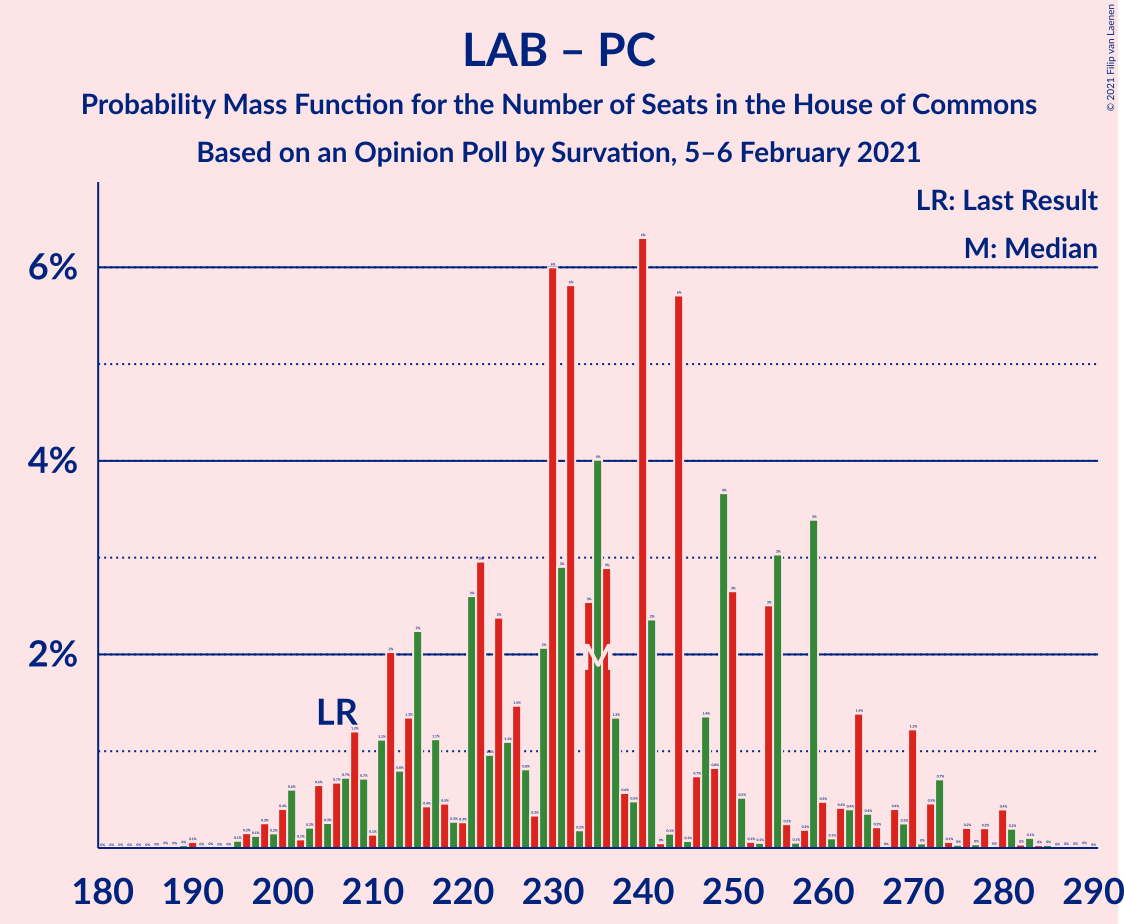 LAB – PC
Probability Mass Function for the Number of Seats in the House of Commons
Based on an Opinion Poll by Survation, 5–6 February 2021
© 2021 Filip van Laenen
LR: Last Result
M: Median
6%
4%
2%
LR
M
180 190 200 210 220 230 240 250 260 270 280 290